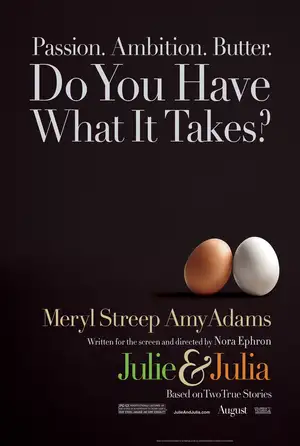 Passion. Ambition. Butter.
Do You Have
What It Takes?
Meryl Streep Amy Adams
Written for the screen and directed by Nora Ephron
Julie & Julia
Based on Two True Stories
JulieAndJulia.com August